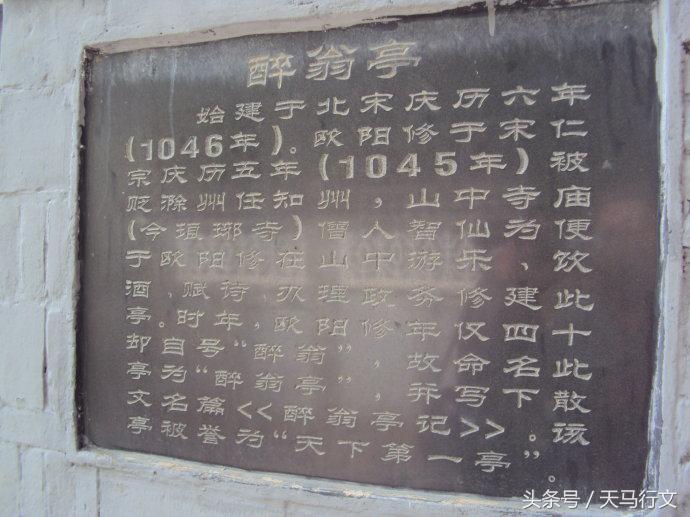 醉翁亭
始建于北宋庆历六年
(1046年)。欧阳修于宋仁
宗庆历五年(1045年)被
贬滁州任知州,山中寺庙
(今琅琊寺)僧人智仙为便
于欧阳修在山中游乐、饮
酒、赋诗、办理政务修建此
亭。时年,欧阳修年仅四十
却自号“醉翁”,故命名此
亭为“醉翁亭”,并写下散
文名篇<<醉翁亭记>>。该
亭被誉为“天下第一亭”。
头条号/天马行文